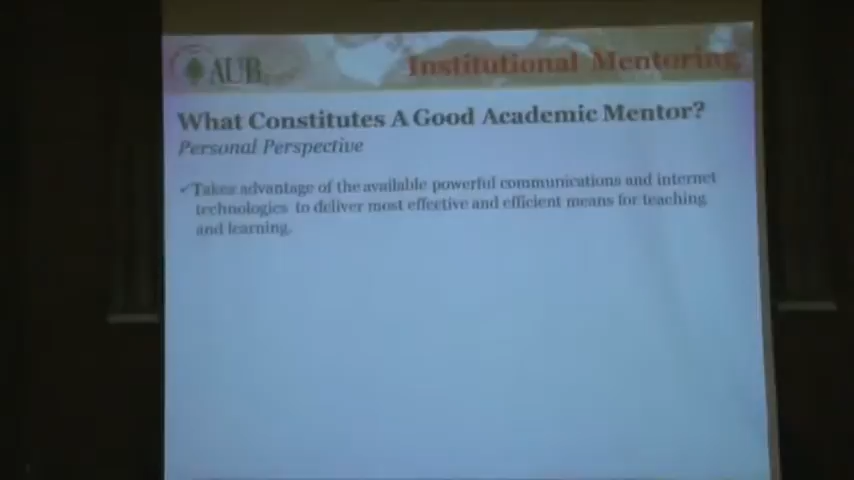 AUB
Institutional Mentoring
What Constitutes A Good Academic Mentor?
Personal Perspective
✓Takes advantage of the available powerful communications and internet
technologies to deliver most effective and efficient means for teaching
and learning.